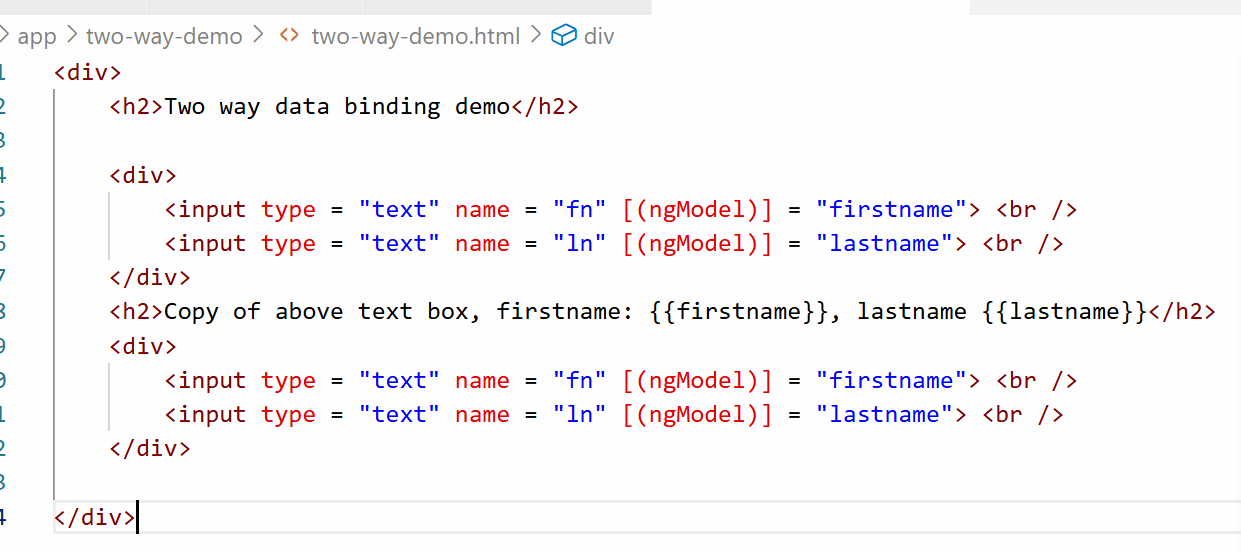 app > two-way-demo > <> two-way-demo.html > div
1 <div>
2 <h2>Two way data binding demo</h2>
3
4 <div>
5 <input type = "text" name = "fn" [(ngModel)] = "firstname"> <br />
6 <input type = "text" name = "ln" [(ngModel)] = "lastname"> <br />
7 </div>
8 <h2>Copy of above text box, firstname: {{firstname}}, lastname {{lastname}}</h2>
9 <div>
0 <input type = "text" name = "fn" [(ngModel)] = "firstname"> <br />
1 <input type = "text" name = "ln" [(ngModel)] = "lastname"> <br />
2 </div>
3
4 </div>